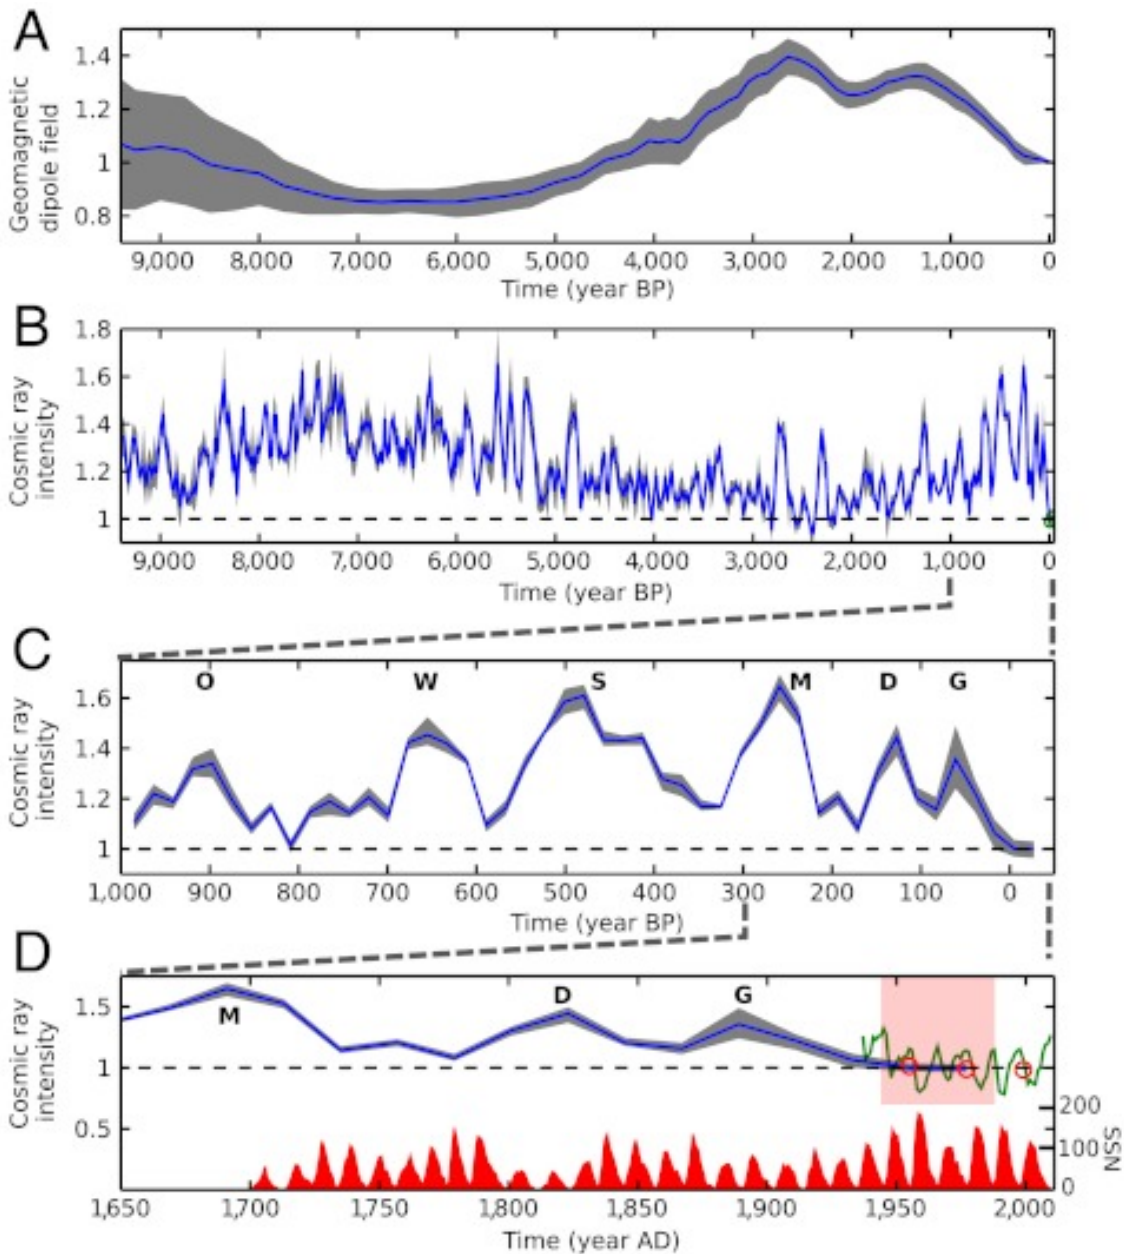 A
Geomagnetic
dipole field
1.4
1.2
1
0.8
9,000 8,000 7,000 6,000 5,000 4,000 3,000 2,000 1,000 0
Time (year BP)
B
Cosmic ray
intensity
1.8
1.6
1.4
1.2
1
9,000 8,000 7,000 6,000 5,000 4,000 3,000 2,000 1,000 0
Time (year BP)
C
Cosmic ray
intensity
O W S M D G
1.6
1.4
1.2
1
1,000 900 800 700 600 500 400 300 200 100 0
Time (year BP)
D
Cosmic ray
intensity
1.5
1
0.5
M D G
200
100
0
SSN
1,650 1,700 1,750 1,800 1,850 1,900 1,950 2,000
Time (year AD)